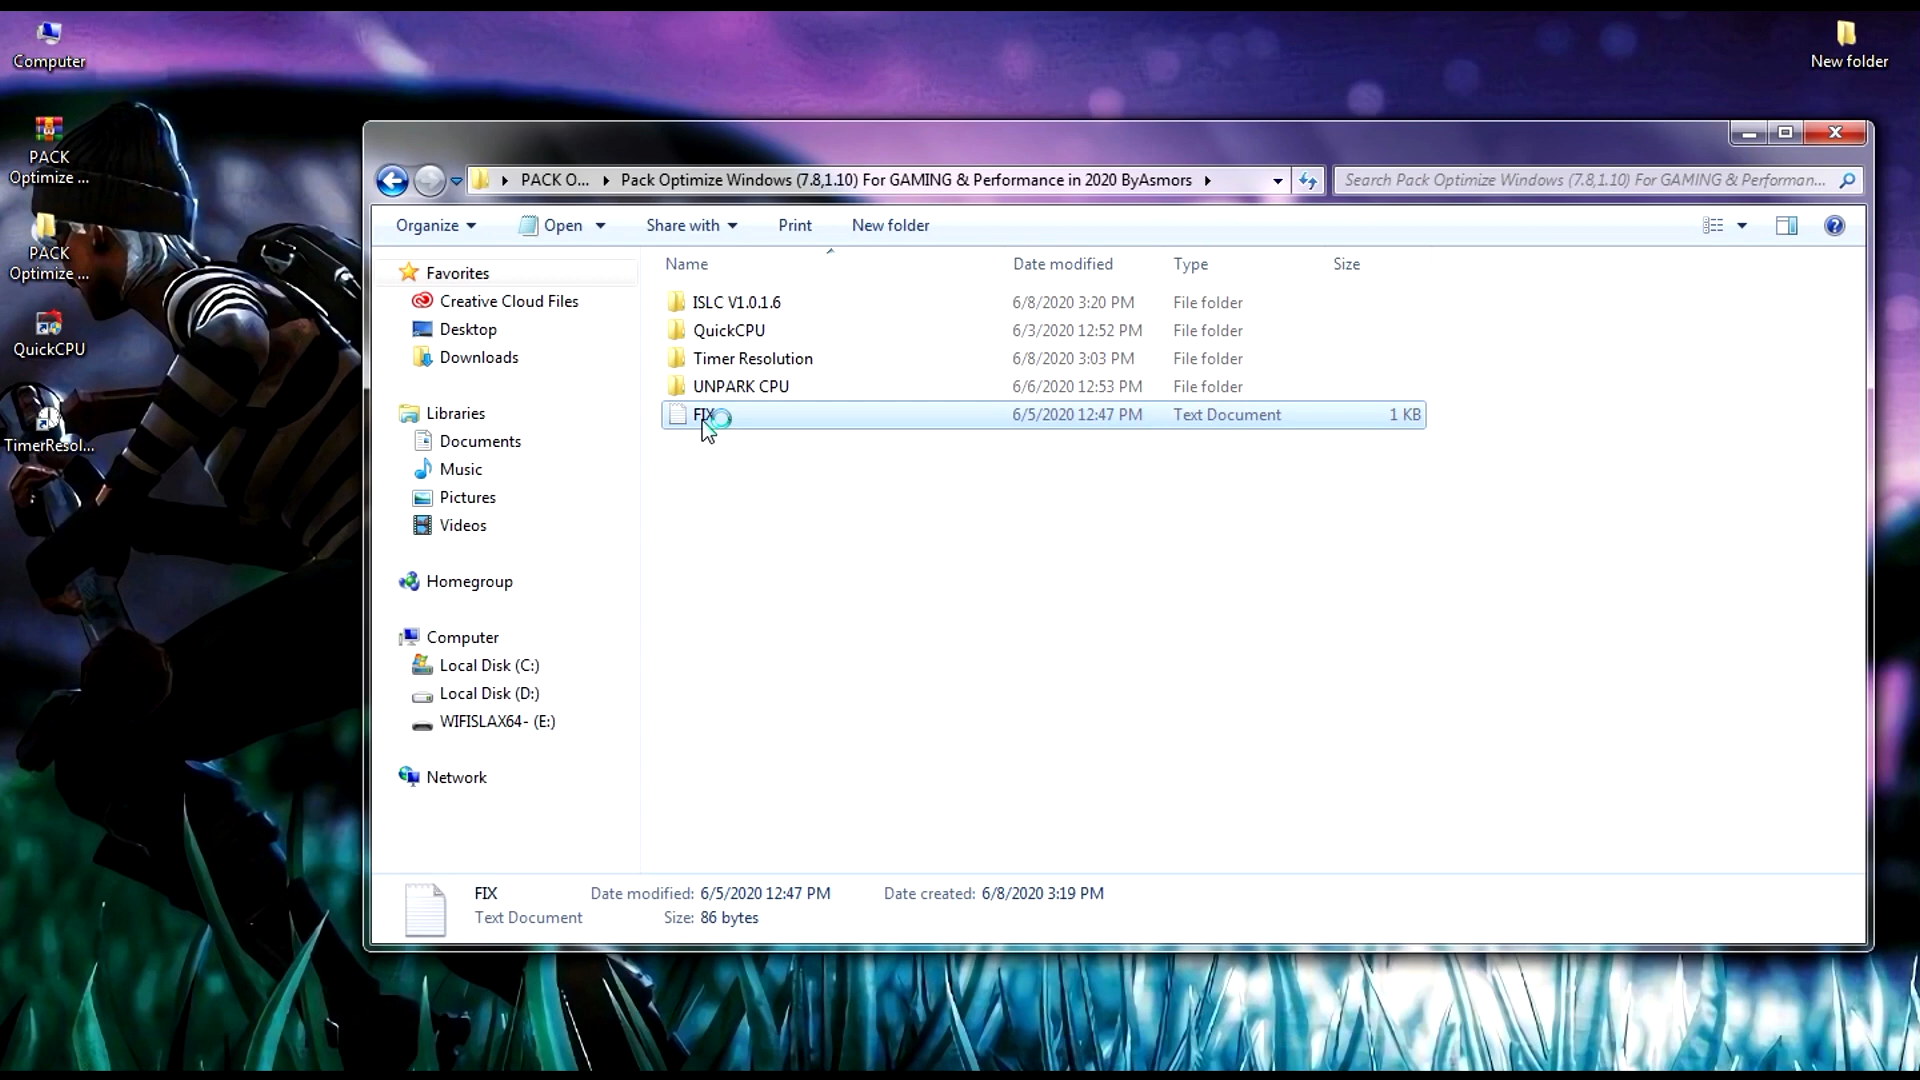 Computer
New folder
PACK
Optimize ...
PACK
Optimize ...
QuickCPU
TimerResol...
PACK O...
Pack Optimize Windows (7.8,1.10) For GAMING & Performance in 2020 ByAsmors
Search Pack Optimize Windows (7.8,1.10) For GAMING & Performan...
Organize
Open
Share with
Print
New folder
Favorites
Creative Cloud Files
Desktop
Downloads
Libraries
Documents
Music
Pictures
Videos
Homegroup
Computer
Local Disk (C:)
Local Disk (D:)
WIFISLAX64- (E:)
Network
Name Date modified Type Size
ISLC V1.0.1.6 6/8/2020 3:20 PM File folder
QuickCPU 6/3/2020 12:52 PM File folder
Timer Resolution 6/8/2020 3:03 PM File folder
UNPARK CPU 6/6/2020 12:53 PM File folder
FIX 6/5/2020 12:47 PM Text Document 1 KB
FIX Date modified: 6/5/2020 12:47 PM Date created: 6/8/2020 3:19 PM
Text Document Size: 86 bytes